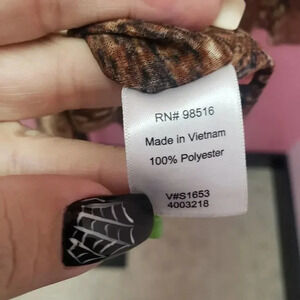 RN# 98516
Made in Vietnam
100% Polyester
V#S1653
4003218